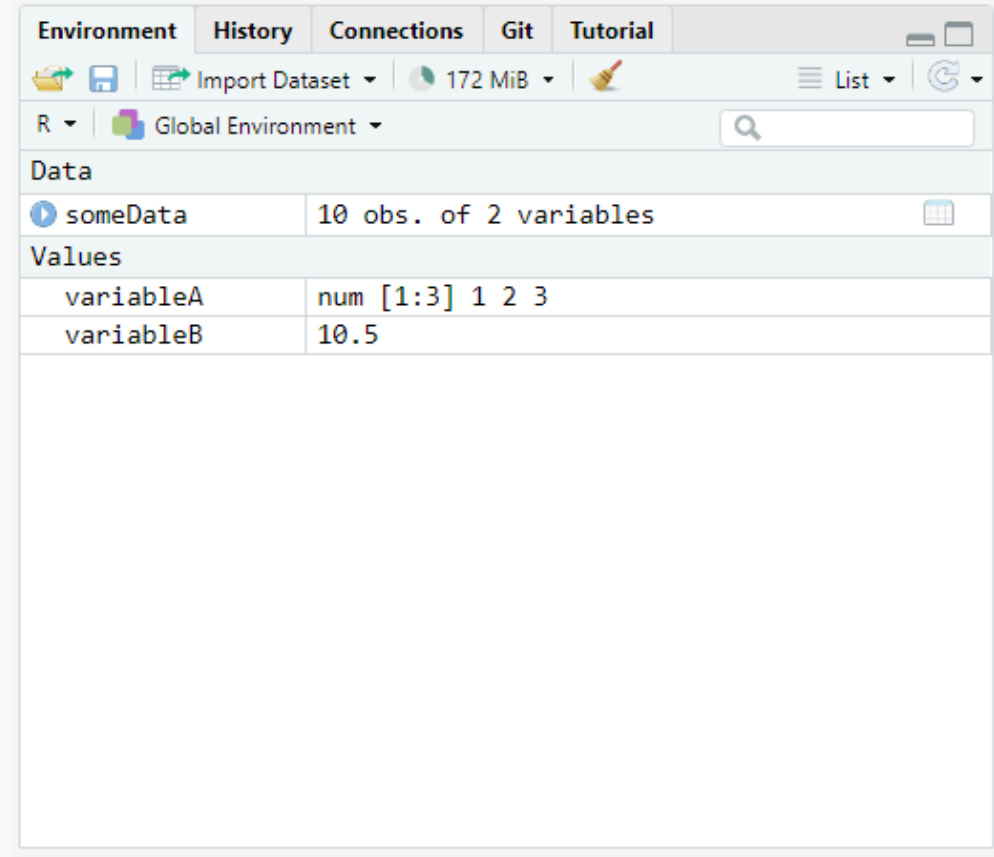 Environment History Connections Git Tutorial
Import Dataset 172 MiB List
R Global Environment
Data
someData 10 obs. of 2 variables
Values
variableA num [1:3] 1 2 3
variableB 10.5